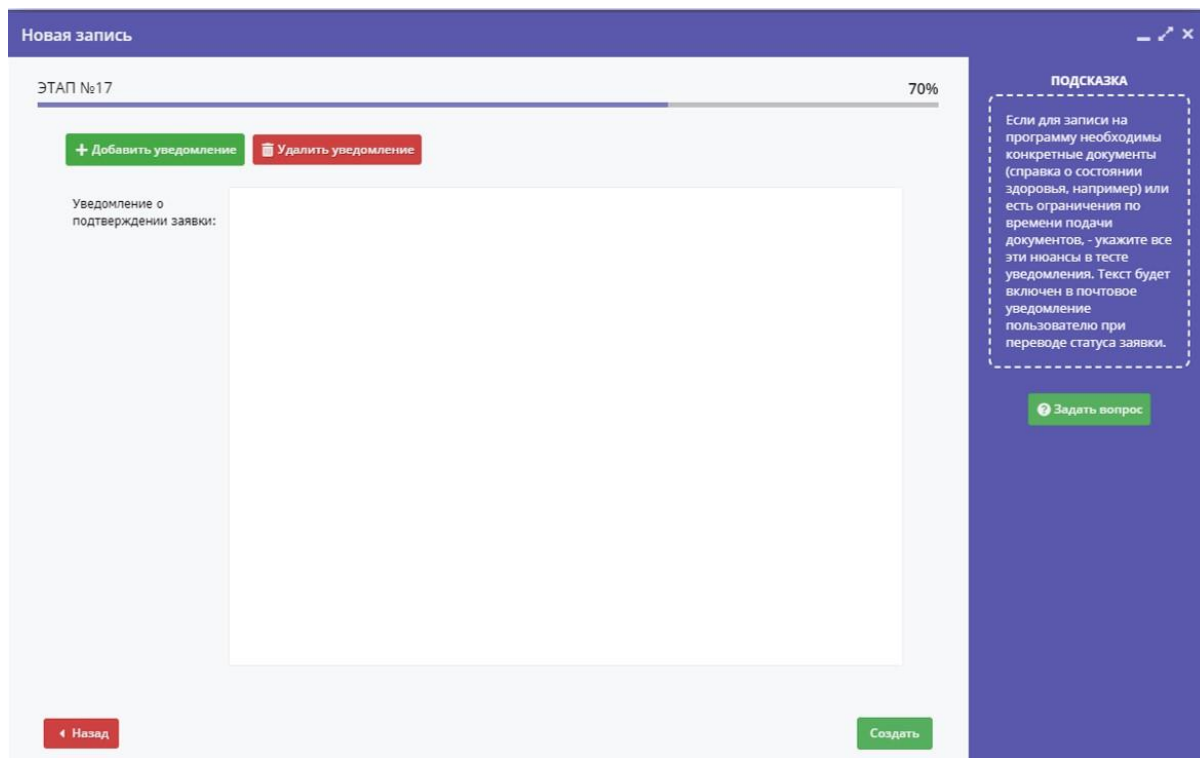 Новая запись
ЭТАП №17
70%
Добавить уведомление
Удалить уведомление
Уведомление о
подтверждении заявки:
Назад
Создать
ПОДСКАЗКА
Если для записи на
программу необходимы
конкретные документы
(справка о состоянии
здоровья, например) или
есть ограничения по
времени подачи
документов, - укажите все
эти нюансы в тесте
уведомления. Текст будет
включен в почтовое
уведомление
пользователю при
переводе статуса заявки.
Задать вопрос